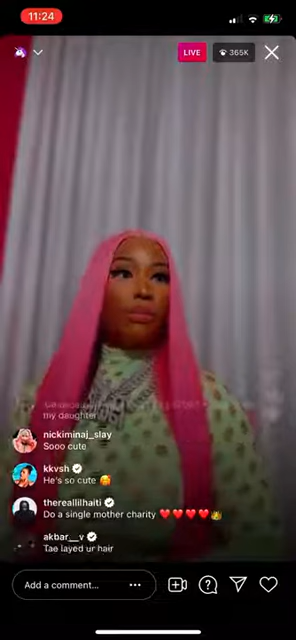 11:24
LIVE
365K
my daughter
nickiminaj_slay
Sooo cute
kkvsh
He's so cute 🥰
thereallilhaiti
Do a single mother charity ❤️❤️❤️❤️👑
akbar__v
Tae layed ur hair
Add a comment...